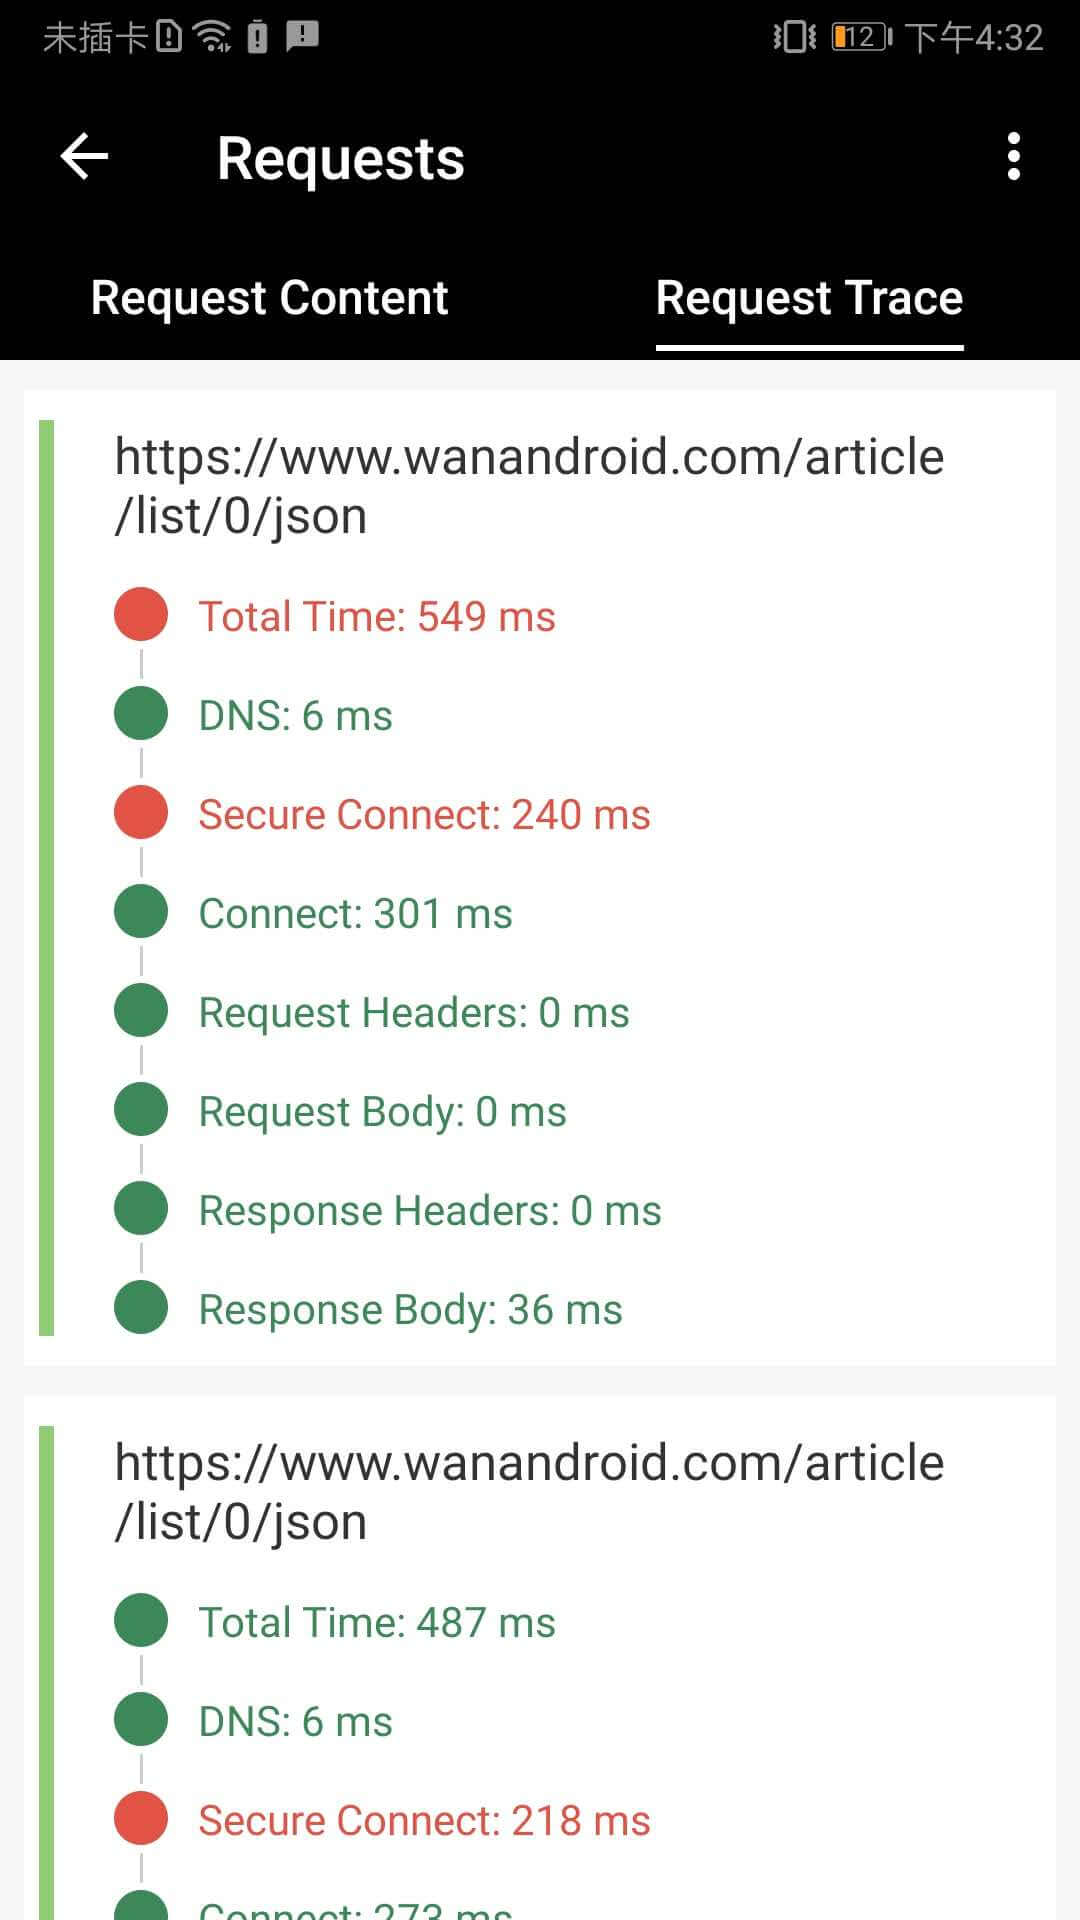 未插卡
12 下午4:32
Requests
Request Content Request Trace
https://www.wanandroid.com/article
/list/0/json
Total Time: 549 ms
DNS: 6 ms
Secure Connect: 240 ms
Connect: 301 ms
Request Headers: 0 ms
Request Body: 0 ms
Response Headers: 0 ms
Response Body: 36 ms
https://www.wanandroid.com/article
/list/0/json
Total Time: 487 ms
DNS: 6 ms
Secure Connect: 218 ms
Connect: 273 ms